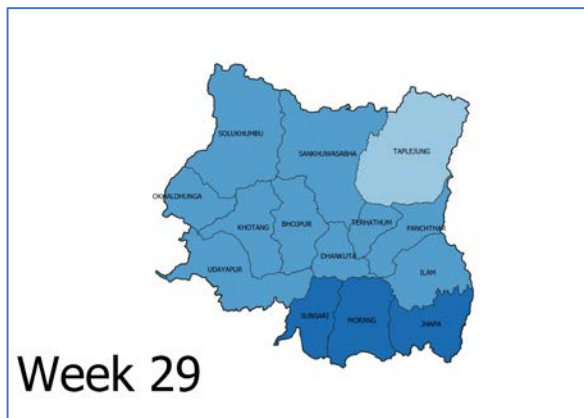 SOLUKHUMBU
SANKHUWASABHA
TAPLEJUNG
OKHALDHUNGA
KHOTANG
BHOJPUR
TERHATHUM
PANCHTHAR
DHANKUTA
UDAYAPUR
ILAM
SUNSARI
MORANG
JHAPA
Week 29